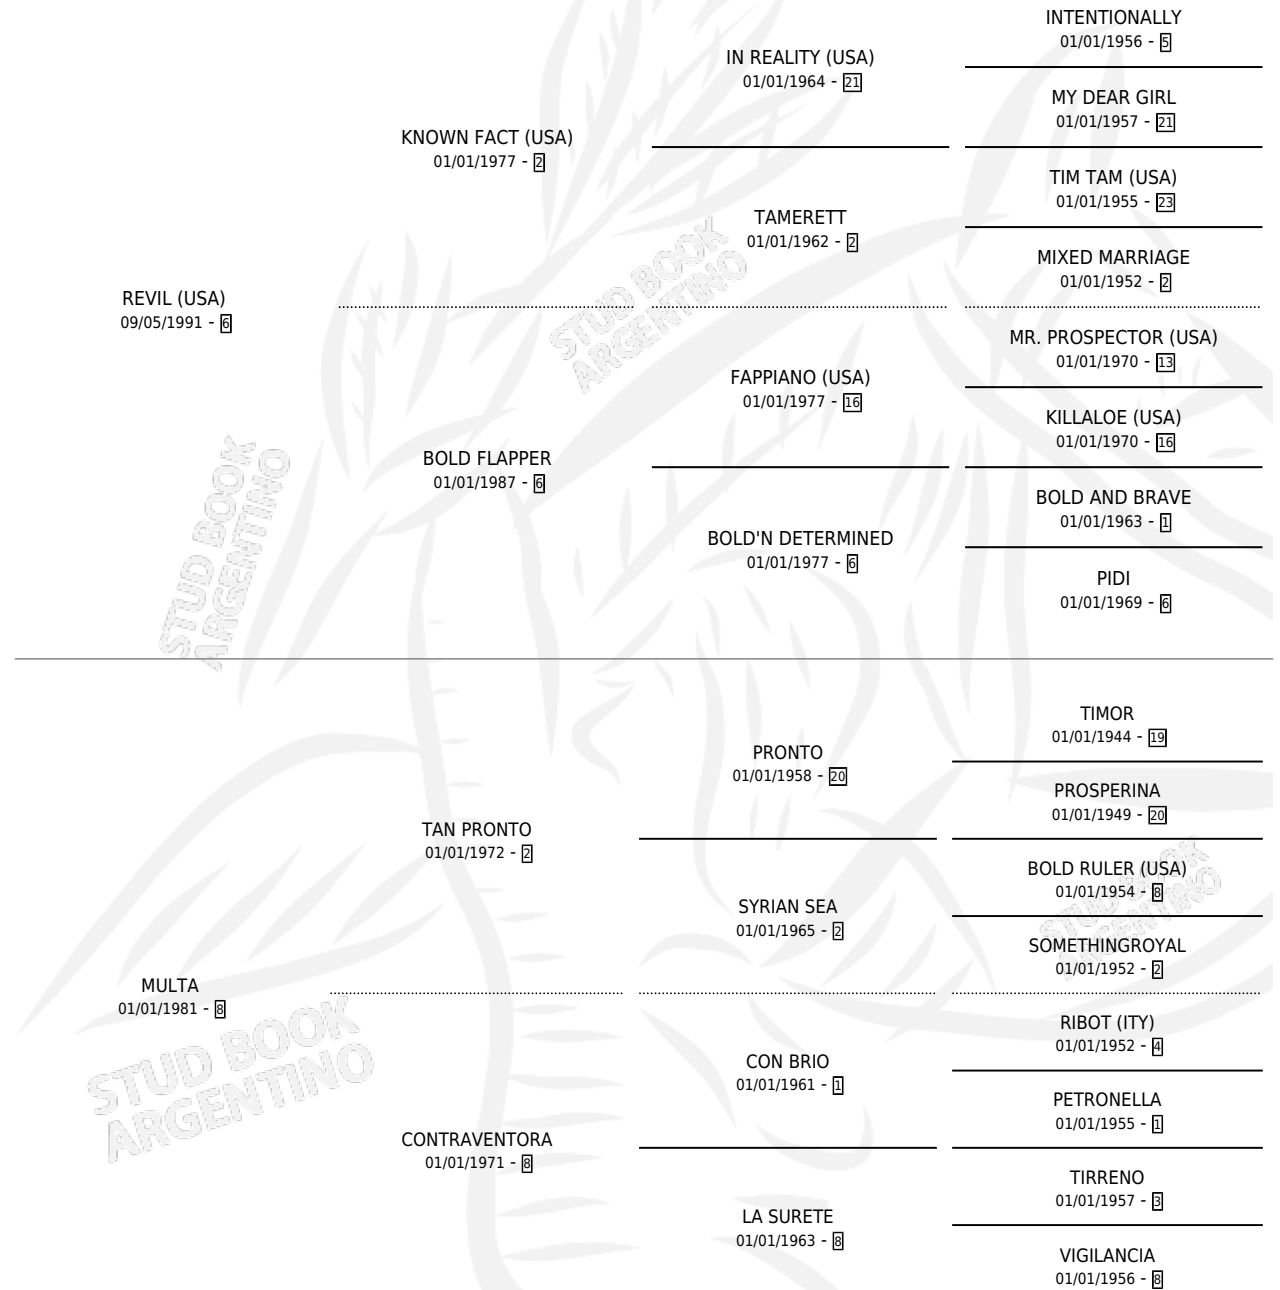 INTENTIONALLY
01/01/1956 - 5
IN REALITY (USA)
01/01/1964 - 21
MY DEAR GIRL
01/01/1957 - 21
KNOWN FACT (USA)
01/01/1977 - 2
TIM TAM (USA)
01/01/1955 - 23
TAMERETT
01/01/1962 - 2
MIXED MARRIAGE
01/01/1952 - 2
REVIL (USA)
09/05/1991 - 6
MR. PROSPECTOR (USA)
01/01/1970 - 13
FAPPIANO (USA)
01/01/1977 - 16
KILLALOE (USA)
01/01/1970 - 16
BOLD FLAPPER
01/01/1987 - 6
BOLD AND BRAVE
01/01/1963 - 1
BOLD'N DETERMINED
01/01/1977 - 6
PIDI
01/01/1969 - 6
TIMOR
01/01/1944 - 19
PRONTO
01/01/1958 - 20
PROSPERINA
01/01/1949 - 20
TAN PRONTO
01/01/1972 - 2
BOLD RULER (USA)
01/01/1954 - 8
SYRIAN SEA
01/01/1965 - 2
SOMETHINGROYAL
01/01/1952 - 2
MULTA
01/01/1981 - 8
RIBOT (ITY)
01/01/1952 - 4
CON BRIO
01/01/1961 - 1
PETRONELLA
01/01/1955 - 1
CONTRAVENTORA
01/01/1971 - 8
TIRRENO
01/01/1957 - 3
LA SURETE
01/01/1963 - 8
VIGILANCIA
01/01/1956 - 8
STUD BOOK
ARGENTINO
STUD BOOK
ARGENTINO
STUD BOOK
ARGENTINO
STUD BOOK
ARGENTINO